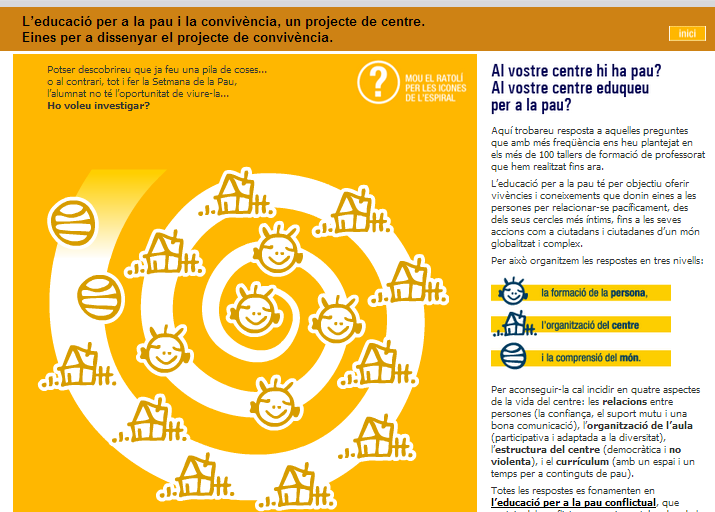 L'educació per a la pau i la convivència, un projecte de centre.
Eines per a dissenyar el projecte de convivència.
inici
Potser descobrireu que ja feu una pila de coses...
o al contrari, tot i fer la Setmana de la Pau,
l'alumnat no té l'oportunitat de viure-la...
Ho voleu investigar?
?
MOU EL RATOLÍ
PER LES ICONES
DE L'ESPIRAL
Al vostre centre hi ha pau?
Al vostre centre eduqueu
per a la pau?
Aquí trobareu resposta a aquelles preguntes
que amb més freqüència ens heu plantejat en
els més de 100 tallers de formació de professorat
que hem realitzat fins ara.
L'educació per a la pau té per objectiu oferir
vivències i coneixements que donin eines a les
persones per relacionar-se pacíficament, des
dels seus cercles més íntims, fins a les seves
accions com a ciutadans i ciutadanes d'un món
globalitzat i complex.
Per això organitzem les respostes en tres nivells:
la formació de la persona,
l'organització del centre
i la comprensió del món.
Per aconseguir-la cal incidir en quatre aspectes
de la vida del centre: les relacions entre
persones (la confiança, el suport mutu i una
bona comunicació), l'organització de l'aula
(participativa i adaptada a la diversitat),
l'estructura del centre (democràtica i no
violenta), i el currículum (amb un espai i un
temps per a continguts de pau).
Totes les respostes es fonamenten en
l'educació per a la pau conflictual, que